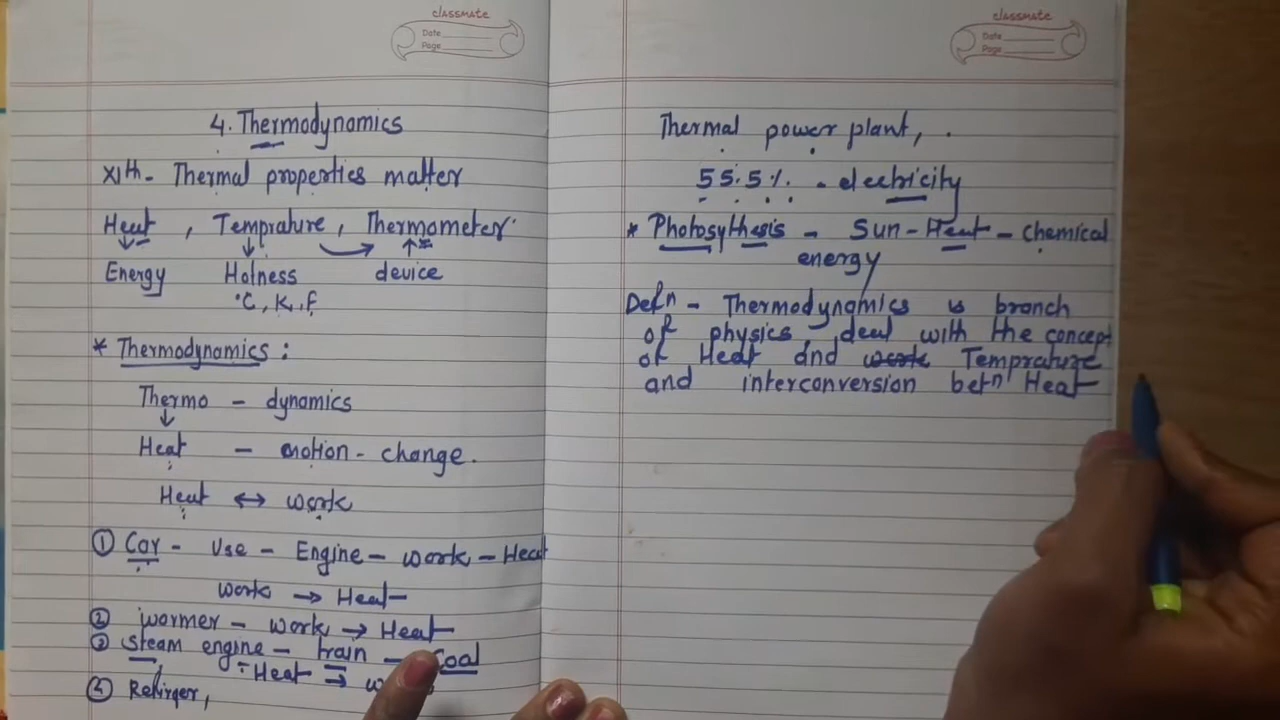 classmate
Date
Page
4. Thermodynamics
XIth - Thermal properties matter
Heat , Temprature , Thermometer
Energy Hotness device
°C, K, F
* Thermodynamics :
Thermo - dynamics
Heat - motion - change.
Heat ↔ work
① Car - Use - Engine - work - Heat
work → Heat
② wormer - work → Heat
③ steam engine - train - Coal
- Heat →
④
classmate
Date
Page
Thermal power plant, .
55.5%. - electricity
* Photosythesis - Sun - Heat - chemical
energy
Defn - Thermodynamics is branch
of physics, deal with the concept
of Heat and work Temprature
and interconversion betn Heat